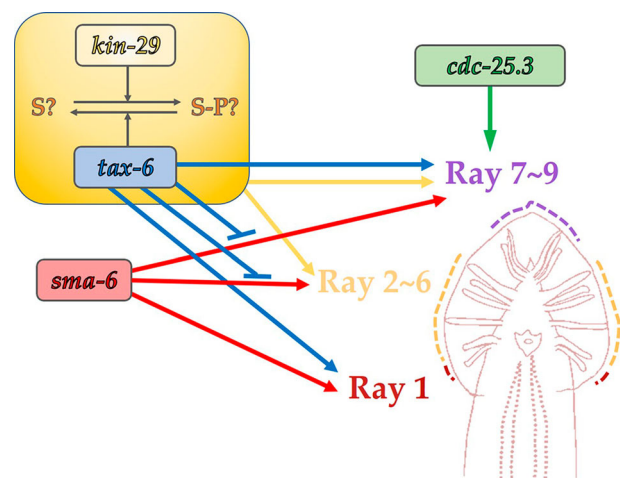 kin-29
cdc-25.3
S?
S-P?
tax-6
Ray 7~9
sma-6
Ray 2~6
Ray 1